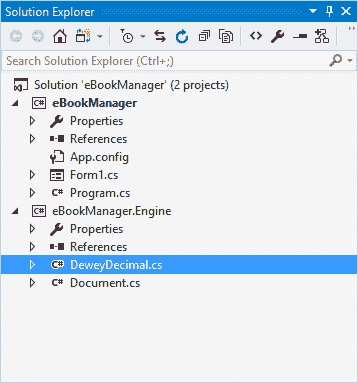 Solution Explorer
Search Solution Explorer (Ctrl+;)
Solution 'eBookManager' (2 projects)
C# eBookManager
Properties
References
App.config
Form1.cs
C# Program.cs
C# eBookManager.Engine
Properties
References
C# DeweyDecimal.cs
C# Document.cs